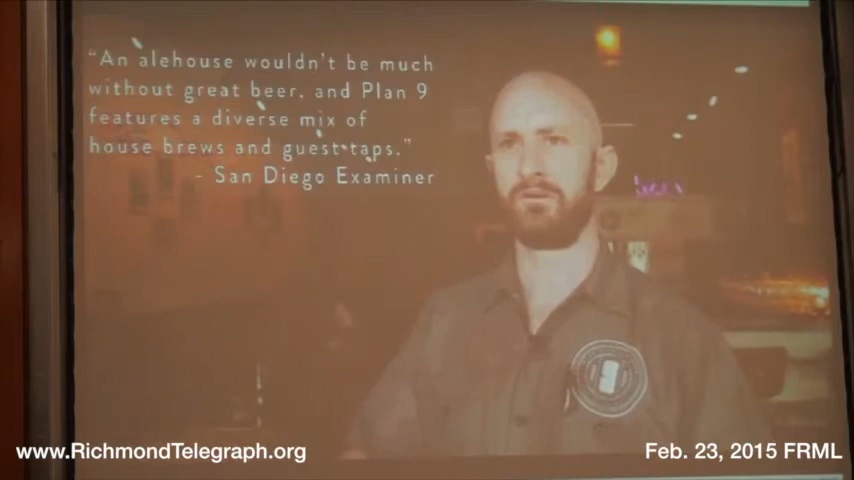 "An alehouse wouldn't be much
without great beer, and Plan 9
features a diverse mix of
house brews and guest taps."
- San Diego Examiner
www.RichmondTelegraph.org
Feb. 23, 2015 FRML